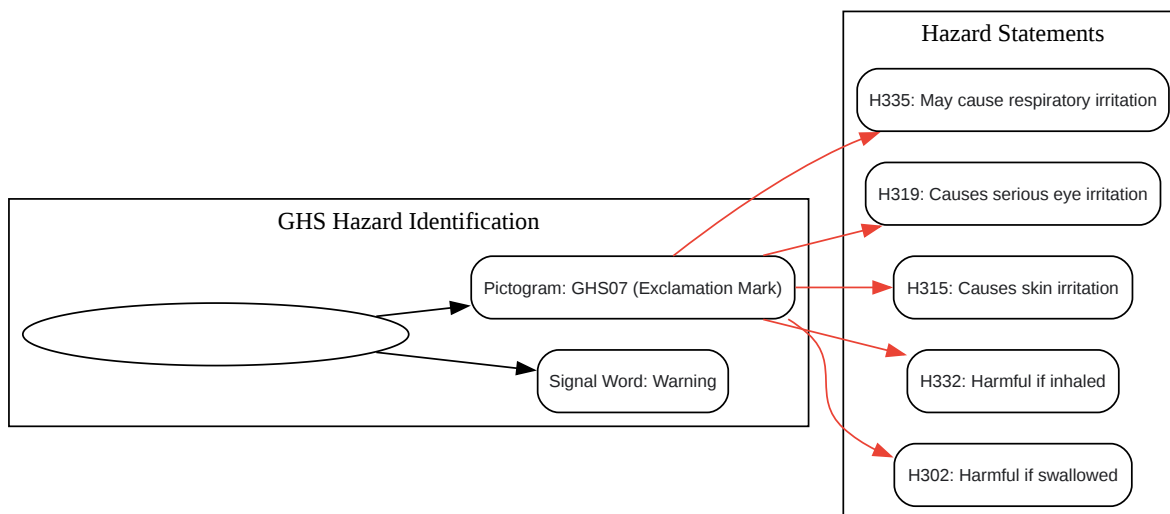 Hazard Statements
H335: May cause respiratory irritation
H319: Causes serious eye irritation
GHS Hazard Identification
Pictogram: GHS07 (Exclamation Mark)
H315: Causes skin irritation
Signal Word: Warning
H332: Harmful if inhaled
H302: Harmful if swallowed